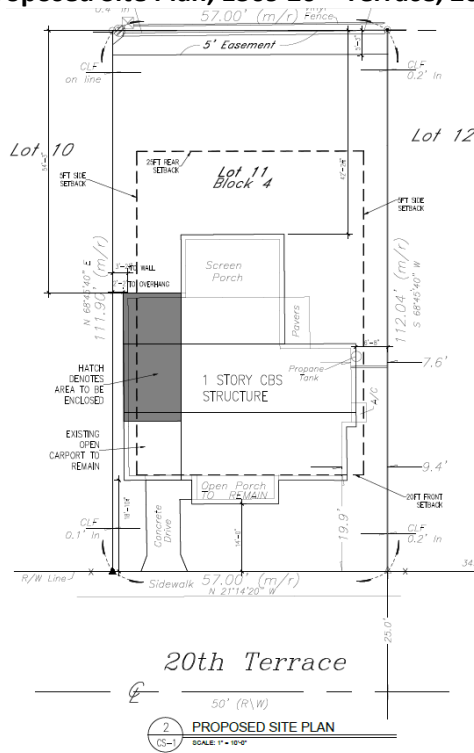 57.00' (m/r)
Fence
5' Easement
CLF
on line
CLF
0.2' In
Lot 10
Lot 12
25FT REAR
SETBACK
Lot 11
Block 4
5FT SIDE
SETBACK
5FT SIDE
SETBACK
TO WALL
TO OVERHANG
Screen
Porch
N 68°45'40" E
111.90' (m/r)
112.04' (m/r)
S 68°45'40" W
Pavers
Propane
Tank
7.6'
HATCH
DENOTES
AREA TO BE
ENCLOSED
1 STORY CBS
STRUCTURE
A/C
EXISTING
OPEN
CARPORT TO
REMAIN
9.4'
Open Porch
TO REMAIN
20FT FRONT
SETBACK
Concrete
Drive
19.9'
CLF
0.1' In
CLF
0.2' In
R/W Line
Sidewalk
57.00' (m/r)
N 21°14'20" W
25.0'
20th Terrace
50' (R\W)
2
CS-1
PROPOSED SITE PLAN
SCALE: 1" = 10'-0"